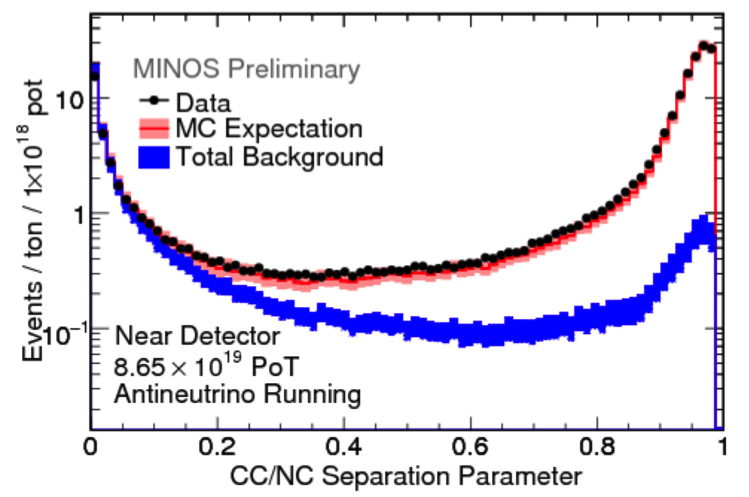 MINOS Preliminary
Data
MC Expectation
Total Background
Near Detector
8.65 × 10¹⁹ PoT
Antineutrino Running
Events / ton / 1×10¹⁸ pot
10
1
10⁻¹
0 0.2 0.4 0.6 0.8 1
CC/NC Separation Parameter